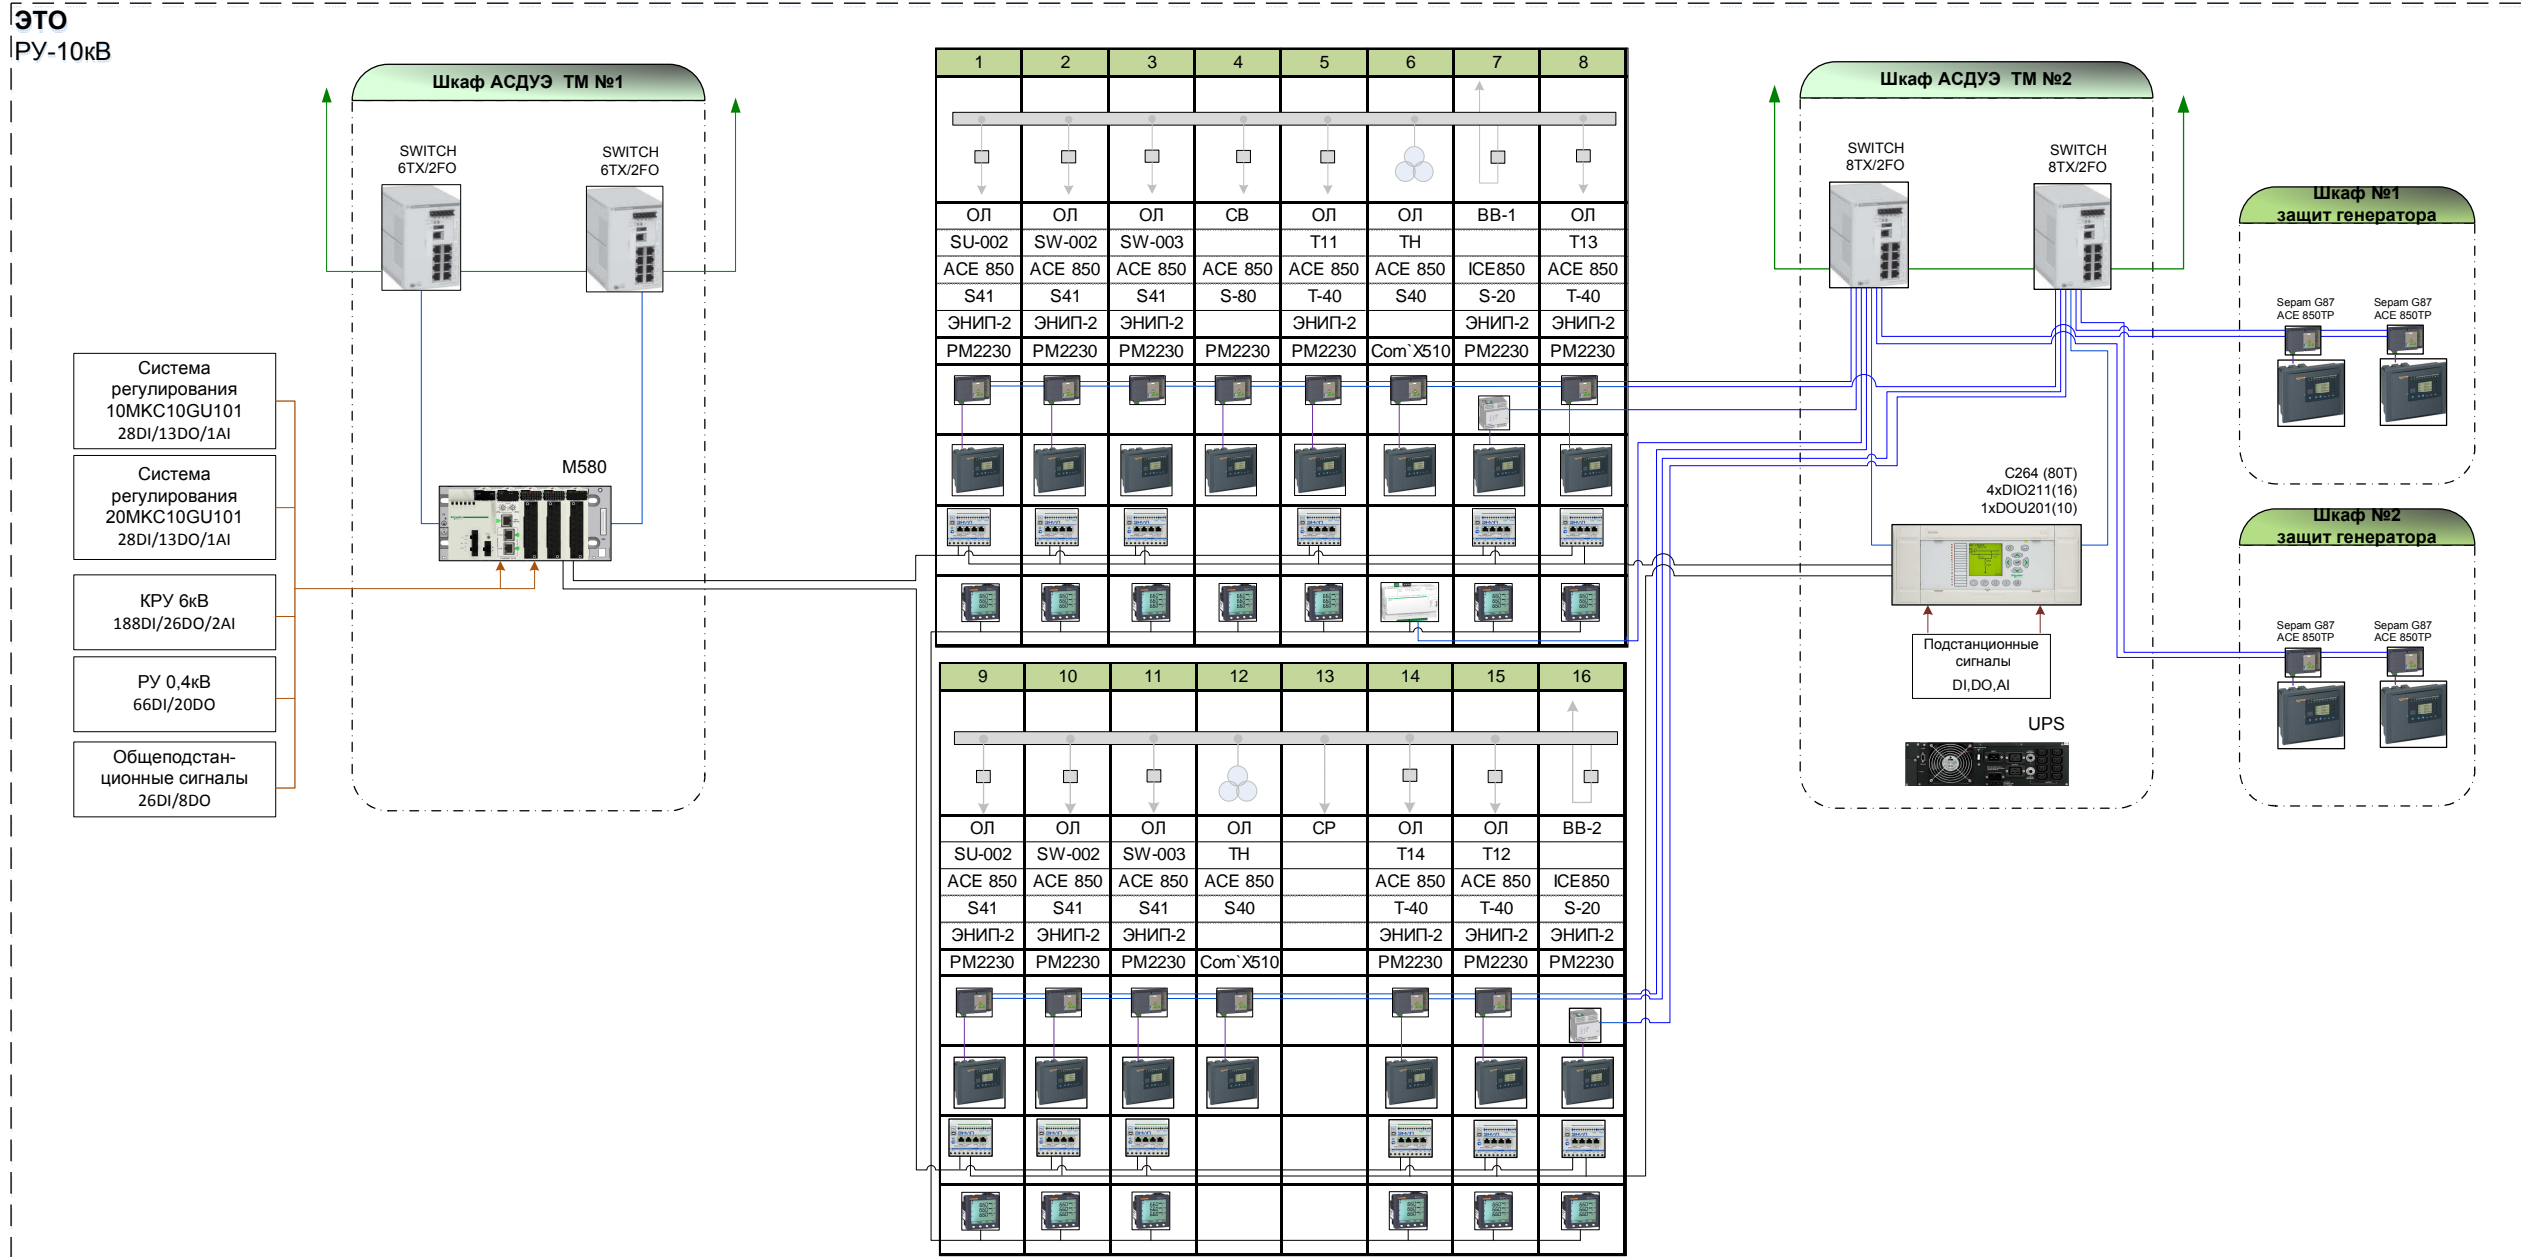 ЭТО
РУ-10кВ
Шкаф АСДУЭ ТМ №1
SWITCH
6TX/2FO
SWITCH
6TX/2FO
M580
Система
регулирования
10MKC10GU101
28DI/13DO/1AI
Система
регулирования
20MKC10GU101
28DI/13DO/1AI
КРУ 6кВ
188DI/26DO/2AI
РУ 0,4кВ
66DI/20DO
Общеподстан-
ционные сигналы
26DI/8DO
1 2 3 4 5 6 7 8
ОЛ ОЛ ОЛ СВ ОЛ ОЛ ВВ-1 ОЛ
SU-002 SW-002 SW-003 T11 ТН T13
ACE 850 ACE 850 ACE 850 ACE 850 ACE 850 ACE 850 ICE850 ACE 850
S41 S41 S41 S-80 T-40 S40 S-20 T-40
ЭНИП-2 ЭНИП-2 ЭНИП-2 ЭНИП-2 ЭНИП-2 ЭНИП-2
PM2230 PM2230 PM2230 PM2230 PM2230 Com`X510 PM2230 PM2230
9 10 11 12 13 14 15 16
ОЛ ОЛ ОЛ ОЛ СР ОЛ ОЛ ВВ-2
SU-002 SW-002 SW-003 ТН T14 T12
ACE 850 ACE 850 ACE 850 ACE 850 ACE 850 ACE 850 ICE850
S41 S41 S41 S40 T-40 T-40 S-20
ЭНИП-2 ЭНИП-2 ЭНИП-2 ЭНИП-2 ЭНИП-2 ЭНИП-2
PM2230 PM2230 PM2230 Com`X510 PM2230 PM2230 PM2230
Шкаф АСДУЭ ТМ №2
SWITCH
8TX/2FO
SWITCH
8TX/2FO
C264 (80T)
4xDIO211(16)
1xDOU201(10)
Подстанционные
сигналы
DI,DO,AI
UPS
Шкаф №1
защит генератора
Sepam G87
ACE 850TP
Sepam G87
ACE 850TP
Шкаф №2
защит генератора
Sepam G87
ACE 850TP
Sepam G87
ACE 850TP